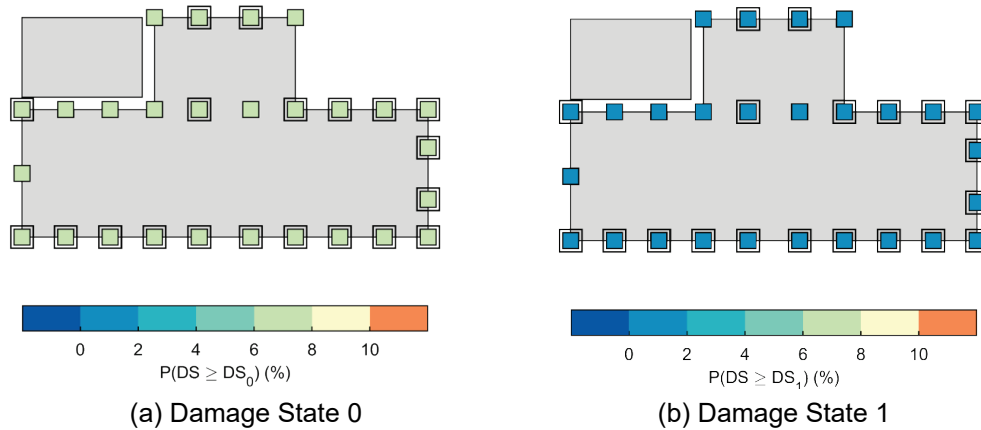 0 2 4 6 8 10
P(DS ≥ DS₀) (%)
(a) Damage State 0
0 2 4 6 8 10
P(DS ≥ DS₁) (%)
(b) Damage State 1